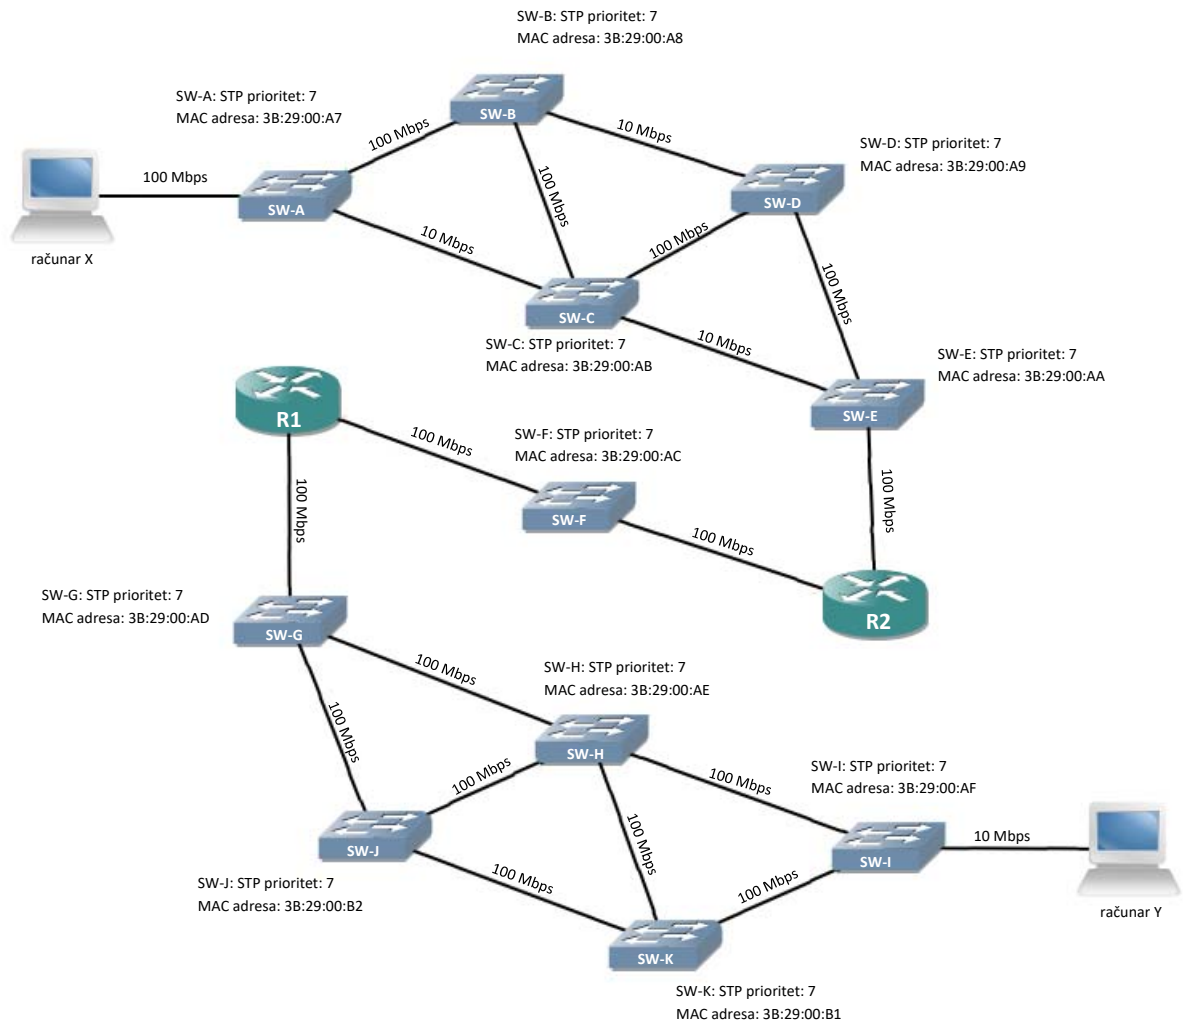 SW-B: STP prioritet: 7
MAC adresa: 3B:29:00:A8
SW-A: STP prioritet: 7
MAC adresa: 3B:29:00:A7
SW-B
100 Mbps
10 Mbps
SW-D: STP prioritet: 7
MAC adresa: 3B:29:00:A9
100 Mbps
100 Mbps
SW-A
SW-D
računar X
10 Mbps
100 Mbps
100 Mbps
SW-C
10 Mbps
SW-C: STP prioritet: 7
MAC adresa: 3B:29:00:AB
SW-E: STP prioritet: 7
MAC adresa: 3B:29:00:AA
SW-E
R1
100 Mbps
SW-F: STP prioritet: 7
MAC adresa: 3B:29:00:AC
100 Mbps
100 Mbps
SW-F
100 Mbps
SW-G: STP prioritet: 7
MAC adresa: 3B:29:00:AD
SW-G
R2
100 Mbps
SW-H: STP prioritet: 7
MAC adresa: 3B:29:00:AE
100 Mbps
SW-H
100 Mbps
100 Mbps
SW-I: STP prioritet: 7
MAC adresa: 3B:29:00:AF
100 Mbps
10 Mbps
SW-J
SW-I
SW-J: STP prioritet: 7
MAC adresa: 3B:29:00:B2
100 Mbps
100 Mbps
računar Y
SW-K
SW-K: STP prioritet: 7
MAC adresa: 3B:29:00:B1